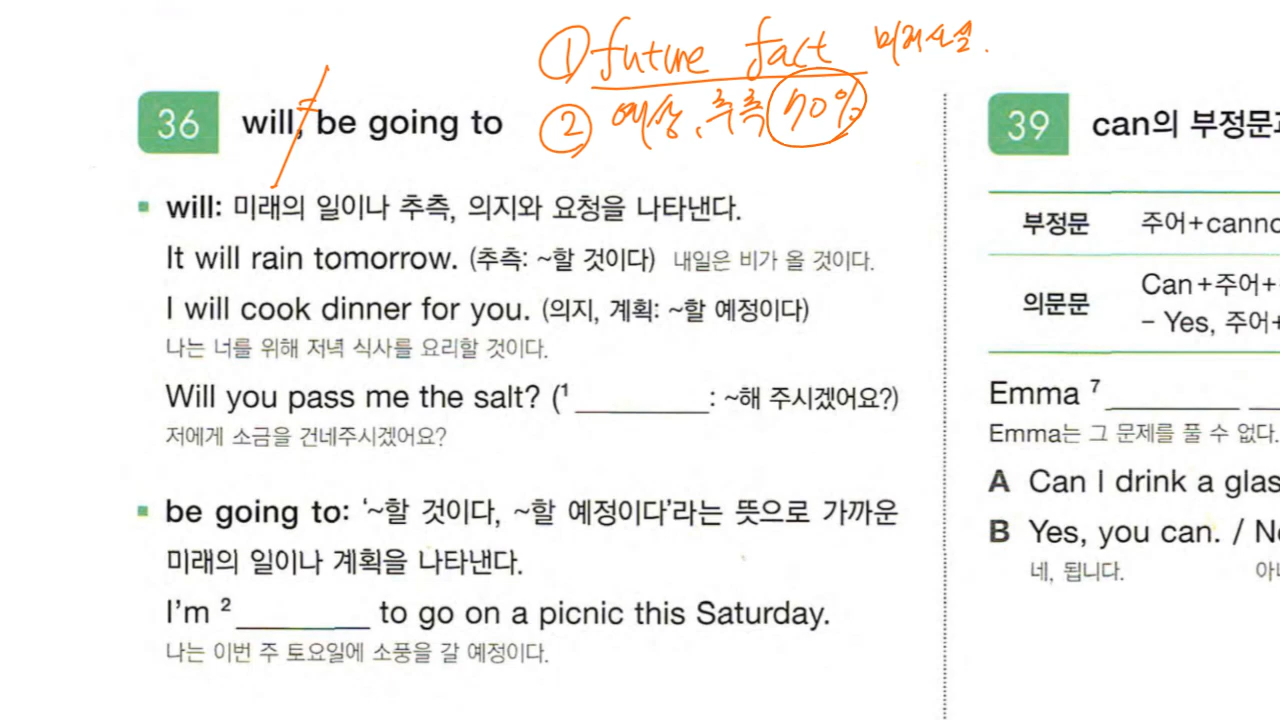 ① future fact
② 예상, 추측 70%
36 will, ≠ be going to
will: 미래의 일이나 추측, 의지와 요청을 나타낸다.
It will rain tomorrow. (추측: ~할 것이다) 내일은 비가 올 것이다.
I will cook dinner for you. (의지, 계획: ~할 예정이다)
나는 너를 위해 저녁 식사를 요리할 것이다.
Will you pass me the salt? (¹ ________ : ~해 주시겠어요?)
저에게 소금을 건네주시겠어요?
be going to: ‘~할 것이다, ~할 예정이다’라는 뜻으로 가까운
미래의 일이나 계획을 나타낸다.
I'm ² ________ to go on a picnic this Saturday.
나는 이번 주 토요일에 소풍을 갈 예정이다.
39 can의 부정문
부정문 주어+canno
의문문 Can+주어+
– Yes, 주어+
Emma ⁷ ________ __
Emma는 그 문제를 풀 수 없다.
A Can I drink a glas
B Yes, you can. / N
네, 됩니다. 아